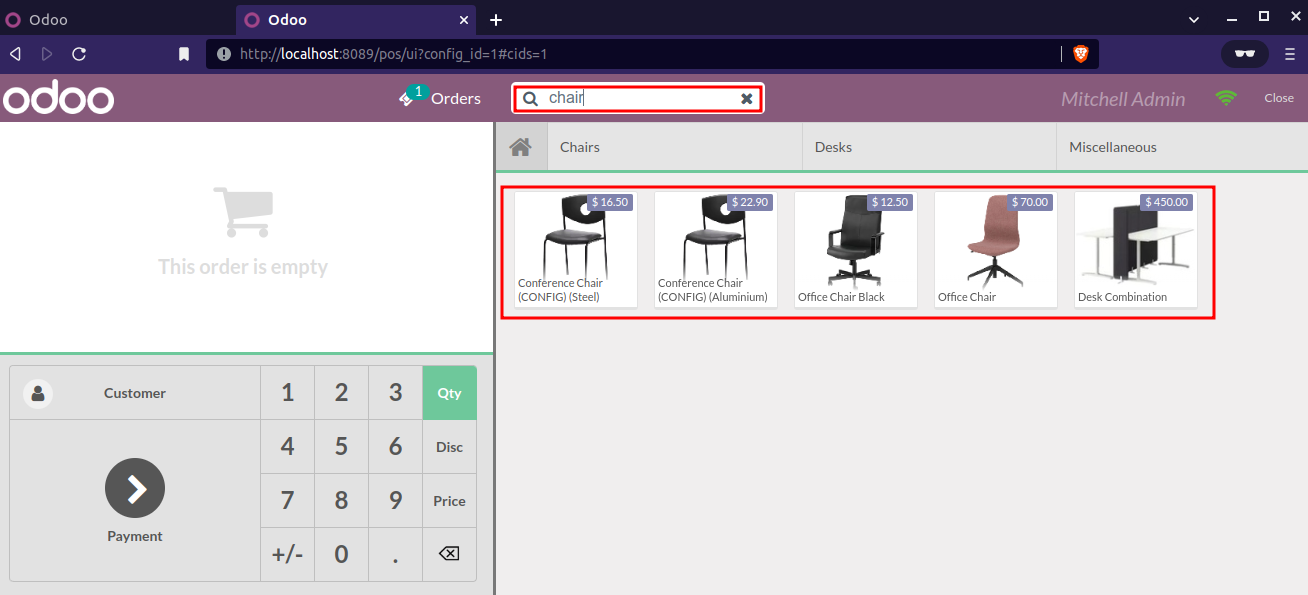 Odoo
Odoo
http://localhost:8089/pos/ui?config_id=1#cids=1
odoo
1
Orders
chair
Mitchell Admin
Close
Chairs
Desks
Miscellaneous
This order is empty
$ 16.50
Conference Chair
(CONFIG) (Steel)
$ 22.90
Conference Chair
(CONFIG) (Aluminium)
$ 12.50
Office Chair Black
$ 70.00
Office Chair
$ 450.00
Desk Combination
Customer
1
2
3
Qty
4
5
6
Disc
7
8
9
Price
Payment
+/-
0
.